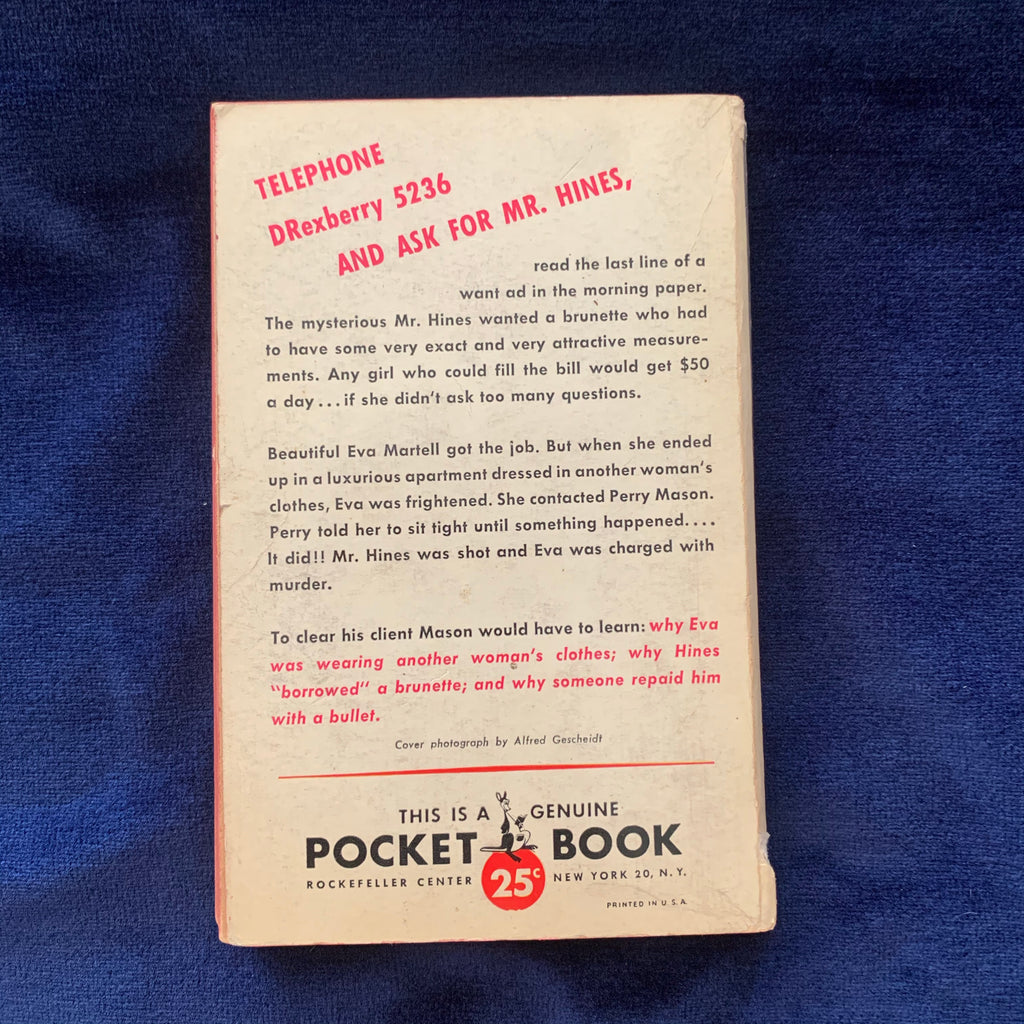 TELEPHONE
DRexberry 5236
AND ASK FOR MR. HINES,
read the last line of a
want ad in the morning paper.
The mysterious Mr. Hines wanted a brunette who had
to have some very exact and very attractive measure-
ments. Any girl who could fill the bill would get $50
a day...if she didn't ask too many questions.
Beautiful Eva Martell got the job. But when she ended
up in a luxurious apartment dressed in another woman's
clothes, Eva was frightened. She contacted Perry Mason.
Perry told her to sit tight until something happened....
It did!! Mr. Hines was shot and Eva was charged with
murder.
To clear his client Mason would have to learn: why Eva
was wearing another woman's clothes; why Hines
"borrowed" a brunette; and why someone repaid him
with a bullet.
Cover photograph by Alfred Gescheidt
THIS IS A GENUINE
POCKET BOOK
ROCKEFELLER CENTER 25c NEW YORK 20, N. Y.
PRINTED IN U. S. A.